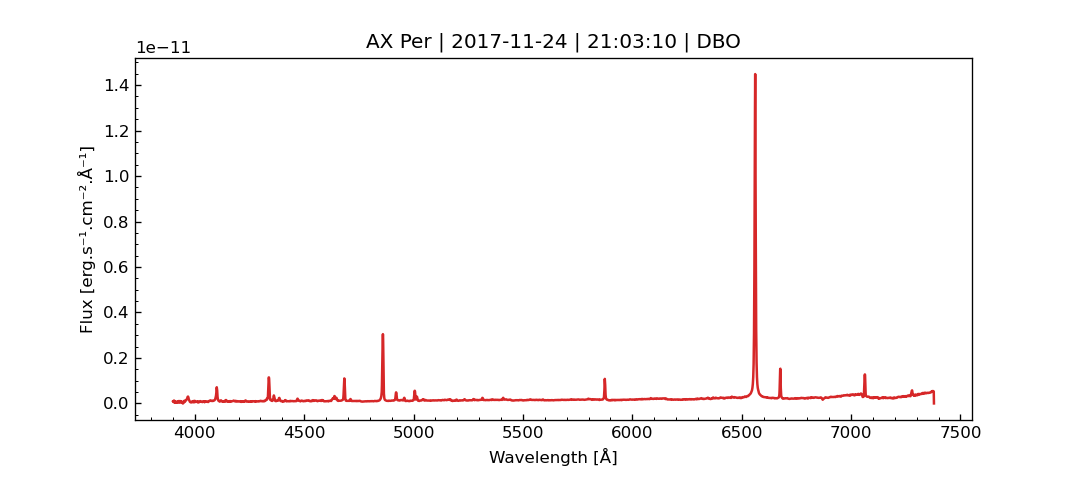 AX Per | 2017-11-24 | 21:03:10 | DBO
1e−11
1.4
1.2
1.0
0.8
0.6
0.4
0.2
0.0
Flux [erg.s⁻¹.cm⁻².Å⁻¹]
4000 4500 5000 5500 6000 6500 7000 7500
Wavelength [Å]